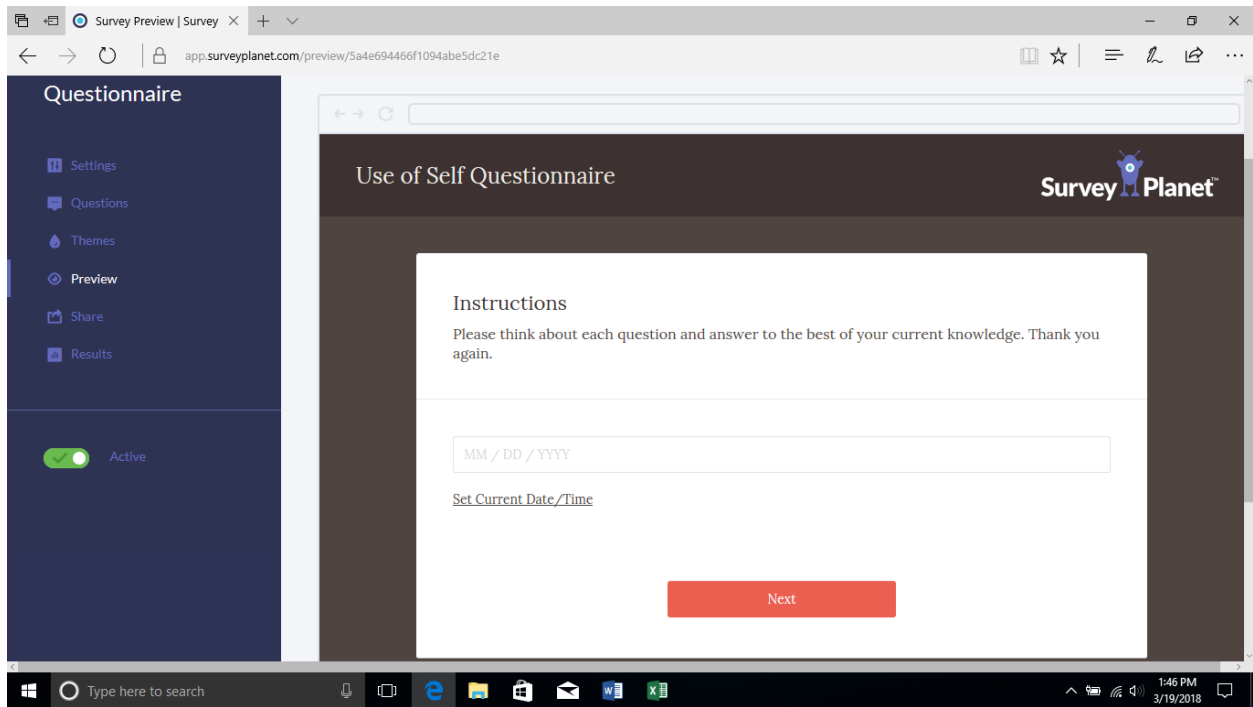 Survey Preview | Survey
app.surveyplanet.com/preview/5a4e694466f1094abe5dc21e
Questionnaire
Settings
Questions
Themes
Preview
Share
Results
Active
Use of Self Questionnaire
Survey Planet™
Instructions
Please think about each question and answer to the best of your current knowledge. Thank you
again.
MM / DD / YYYY
Set Current Date/Time
Next
Type here to search
1:46 PM
3/19/2018